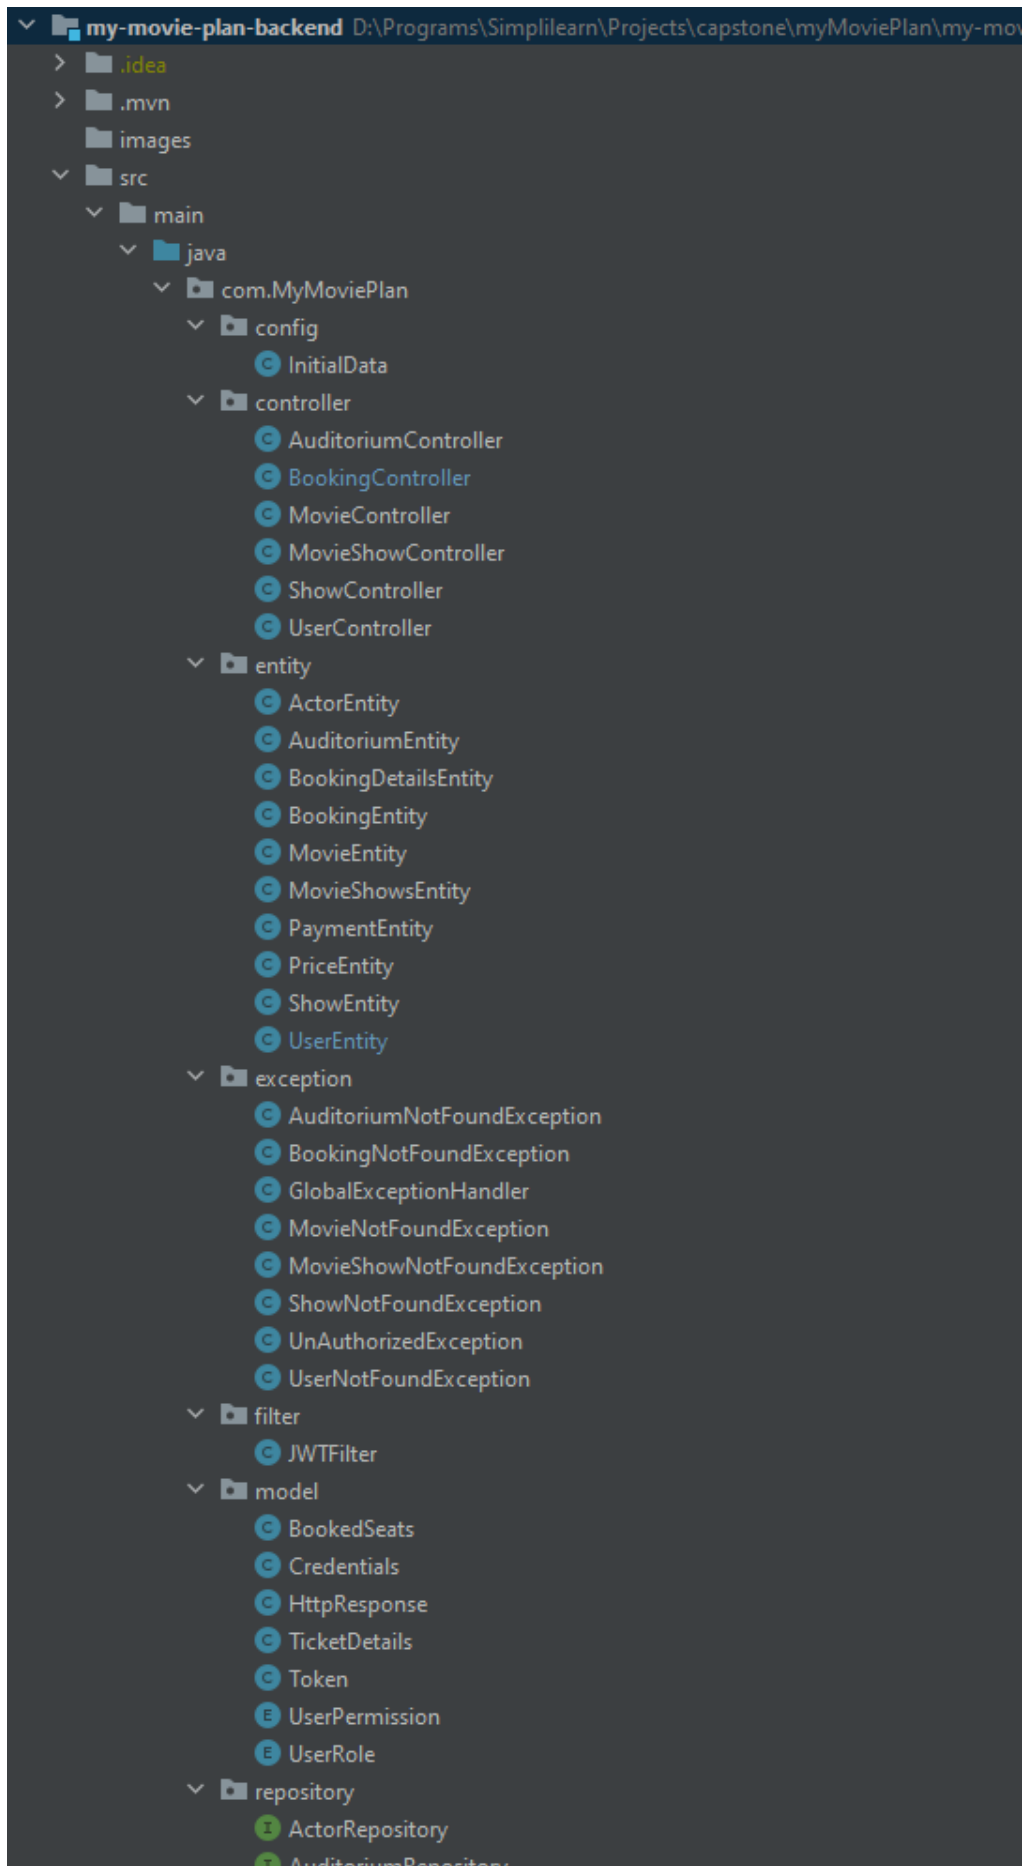 my-movie-plan-backend D:\Programs\Simplilearn\Projects\capstone\myMoviePlan\my-mov
.idea
.mvn
images
src
main
java
com.MyMoviePlan
config
InitialData
controller
AuditoriumController
BookingController
MovieController
MovieShowController
ShowController
UserController
entity
ActorEntity
AuditoriumEntity
BookingDetailsEntity
BookingEntity
MovieEntity
MovieShowsEntity
PaymentEntity
PriceEntity
ShowEntity
UserEntity
exception
AuditoriumNotFoundException
BookingNotFoundException
GlobalExceptionHandler
MovieNotFoundException
MovieShowNotFoundException
ShowNotFoundException
UnAuthorizedException
UserNotFoundException
filter
JWTFilter
model
BookedSeats
Credentials
HttpResponse
TicketDetails
Token
UserPermission
UserRole
repository
ActorRepository
AuditoriumRepository